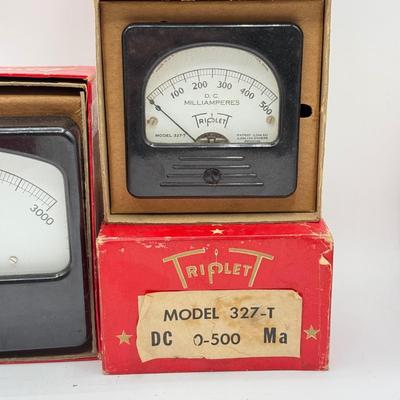 100 200 300 400 500
D. C.
MILLIAMPERES
TRIPLETT
MODEL 327-T
3000
TRIPLETT
MODEL 327-T
DC 0-500 Ma